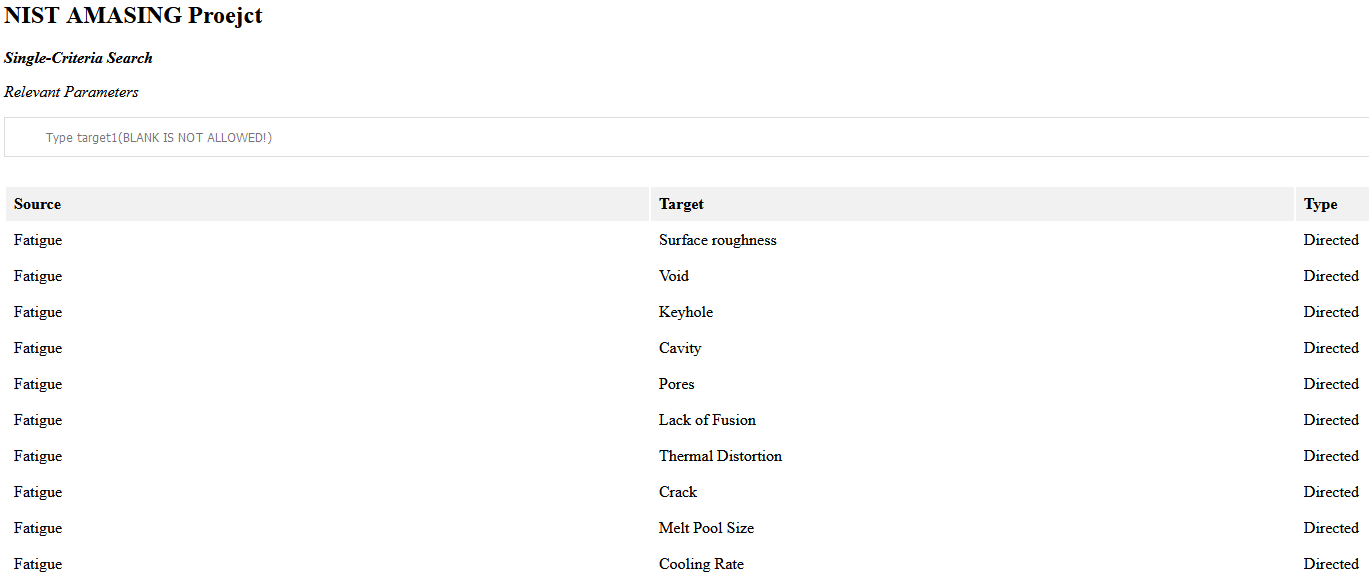 NIST AMASING Proejct
Single-Criteria Search
Relevant Parameters
Type target1(BLANK IS NOT ALLOWED!)
Source Target Type
Fatigue Surface roughness Directed
Fatigue Void Directed
Fatigue Keyhole Directed
Fatigue Cavity Directed
Fatigue Pores Directed
Fatigue Lack of Fusion Directed
Fatigue Thermal Distortion Directed
Fatigue Crack Directed
Fatigue Melt Pool Size Directed
Fatigue Cooling Rate Directed